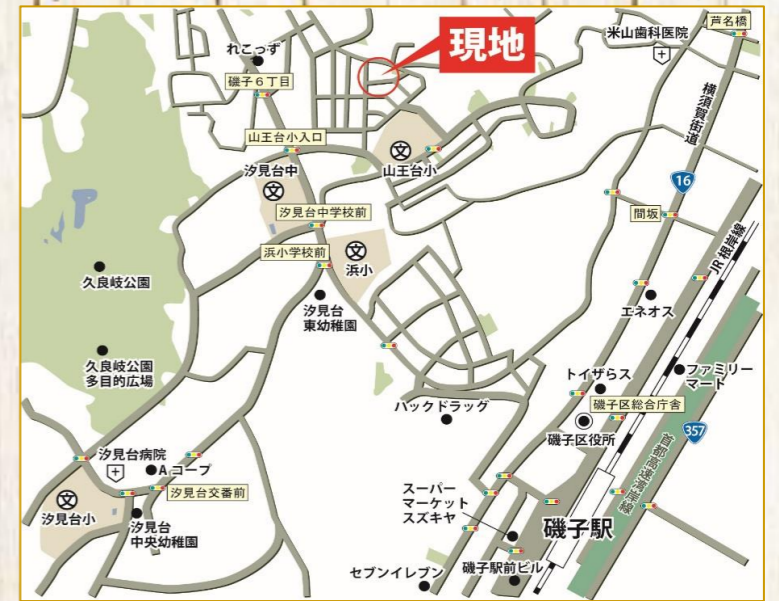 芦名橋
現地
米山歯科医院
れこっず
磯子6丁目
横須賀街道
山王台小入口
文
山王台小
汐見台中
文
16
汐見台中学校前
間坂
浜小学校前
文
浜小
JR根岸線
久良岐公園
汐見台
東幼稚園
エネオス
久良岐公園
多目的広場
トイザらス
ファミリー
マート
ハックドラッグ
磯子区総合庁舎
磯子区役所
357
首都高速湾岸線
汐見台病院
Aコープ
汐見台交番前
文
汐見台小
汐見台
中央幼稚園
スーパー
マーケット
スズキヤ
磯子駅
セブンイレブン
磯子駅前ビル